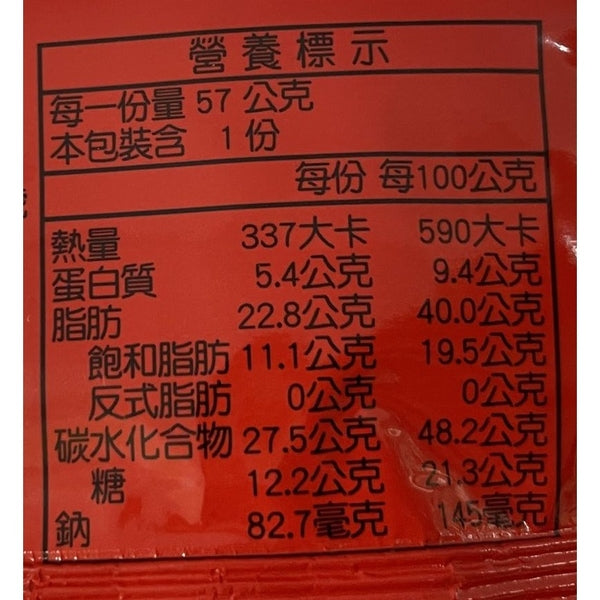 營養標示
每一份量 57 公克
本包裝含 1 份
每份 每100公克
熱量 337大卡 590大卡
蛋白質 5.4公克 9.4公克
脂肪 22.8公克 40.0公克
飽和脂肪 11.1公克 19.5公克
反式脂肪 0公克 0公克
碳水化合物 27.5公克 48.2公克
糖 12.2公克 21.3公克
鈉 82.7毫克 145毫克